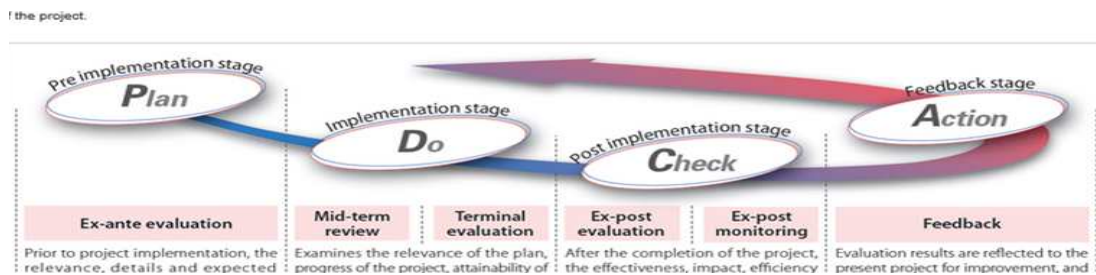 f the project.
Pre implementation stage
Plan
Implementation stage
Do
Post implementation stage
Check
Feedback stage
Action
Ex-ante evaluation
Mid-term
review
Terminal
evaluation
Ex-post
evaluation
Ex-post
monitoring
Feedback
Prior to project implementation, the
relevance, details and expected
Examines the relevance of the plan,
progress of the project, attainability of
After the completion of the project,
the effectiveness, impact, efficiency
Evaluation results are reflected to the
present project for improvement, and